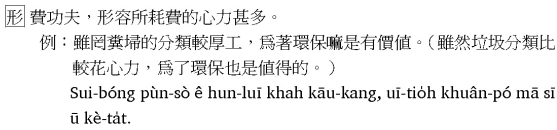 形 費功夫，形容所耗費的心力甚多。
例：雖罔糞埽的分類較厚工，為著環保嘛是有價值。（雖然垃圾分類比
較花心力，為了環保也是值得的。）
Sui-bóng pùn-sò ê hun-luī khah kāu-kang, uī-tio̍h khuân-pó mā sī
ū kè-ta̍t.